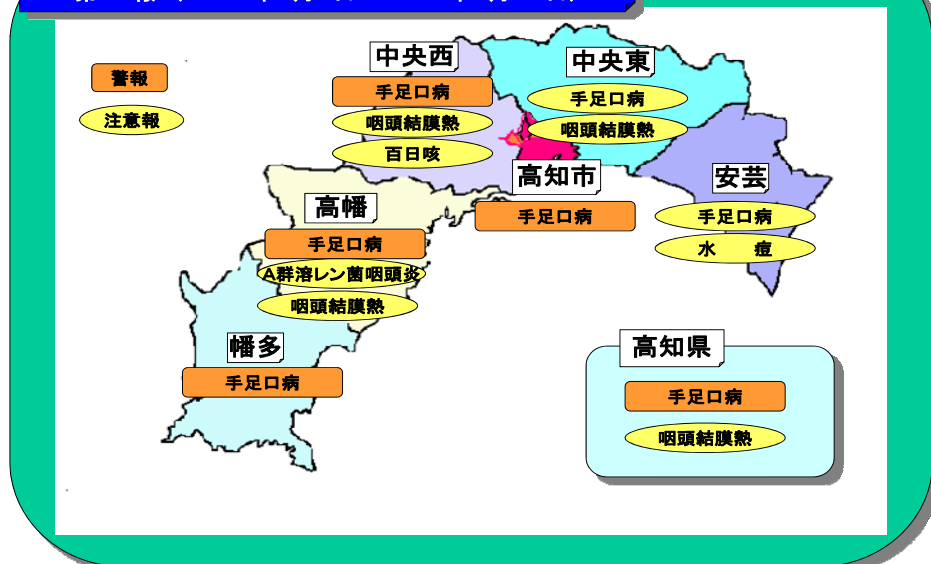 警報
注意報
中央西
手足口病
咽頭結膜熱
百日咳
中央東
手足口病
咽頭結膜熱
高知市
手足口病
安芸
手足口病
水　　痘
高幡
手足口病
A群溶レン菌咽頭炎
咽頭結膜熱
幡多
手足口病
高知県
手足口病
咽頭結膜熱